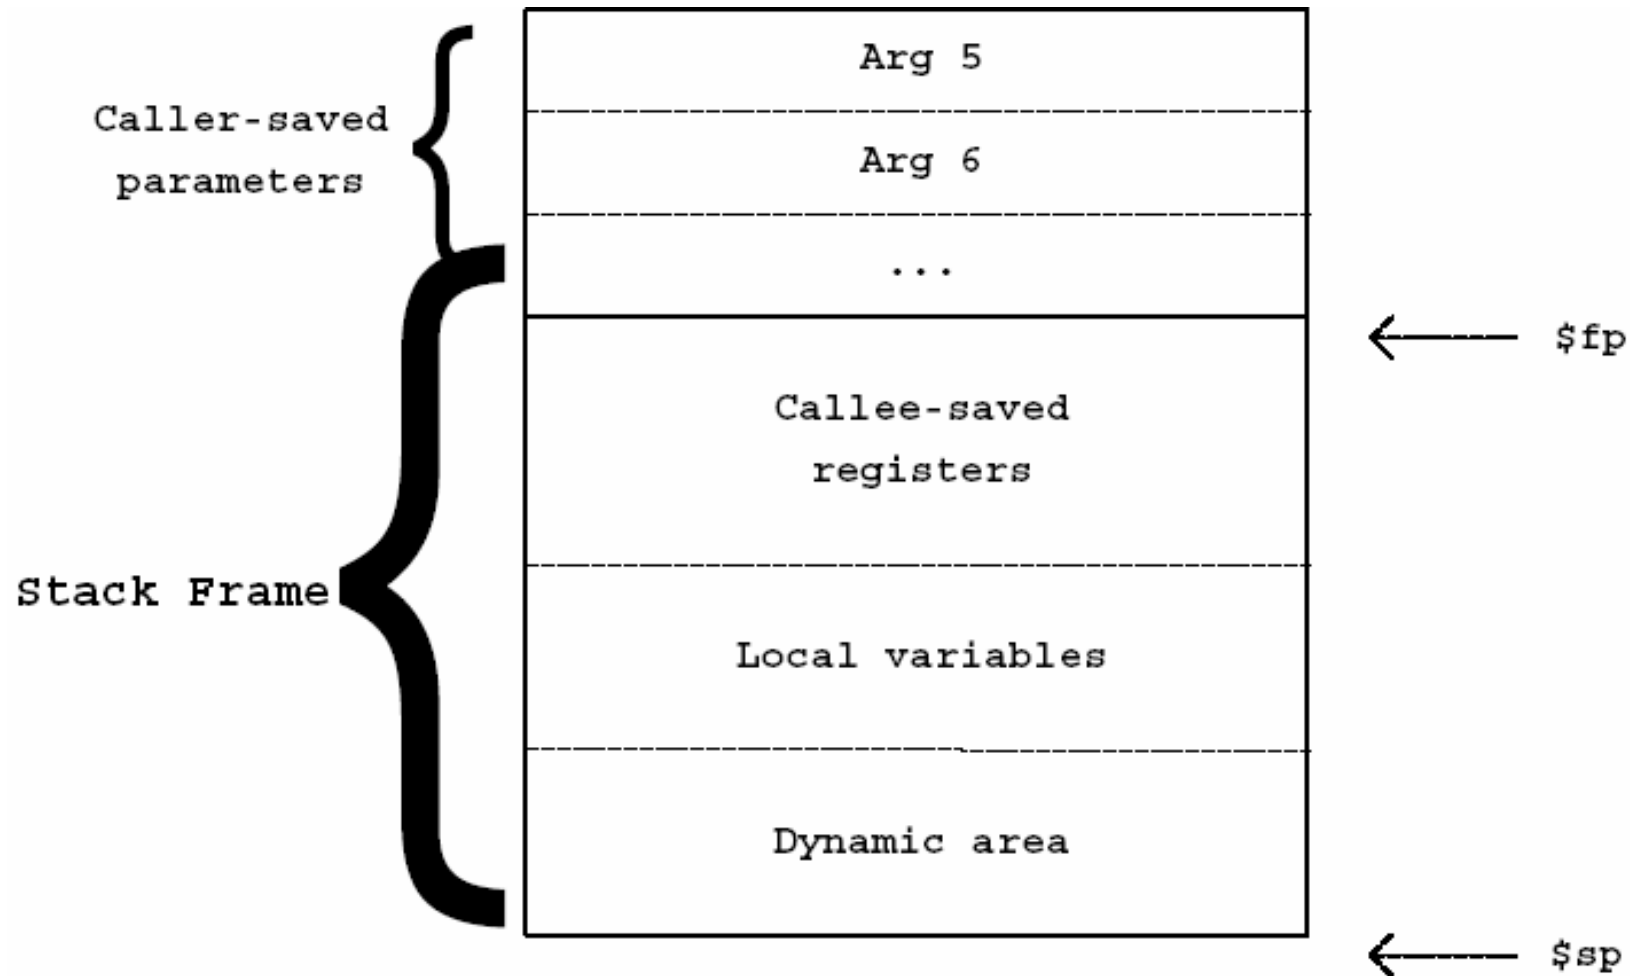 Arg 5
Caller-saved
parameters
Arg 6
...
$fp
Callee-saved
registers
Stack Frame
Local variables
Dynamic area
$sp